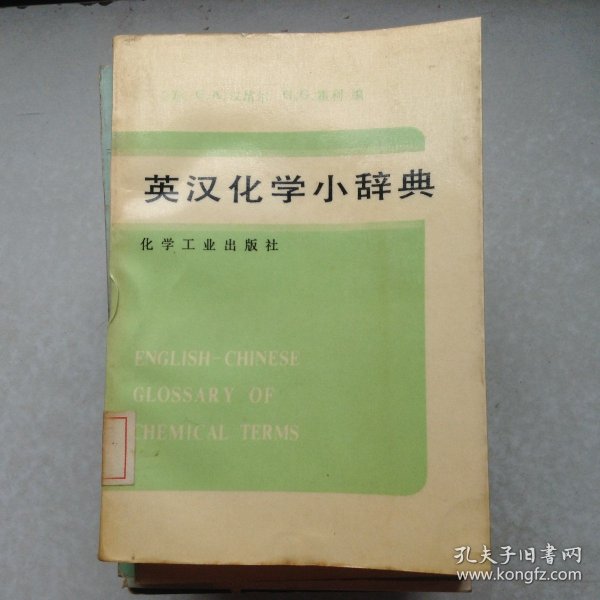 英汉化学小辞典
化学工业出版社
ENGLISH-CHINESE
GLOSSARY OF
CHEMICAL TERMS
孔夫子旧书网
www.kongfz.com